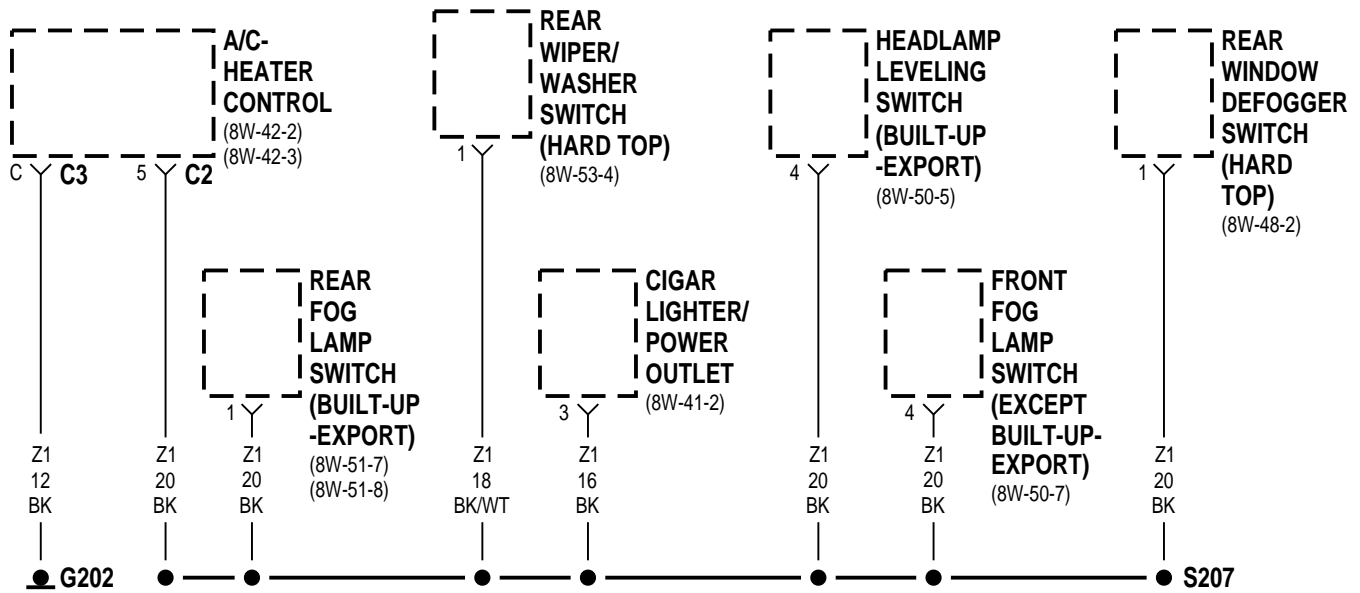 A/C-
HEATER
CONTROL
(8W-42-2)
(8W-42-3)
C
C3
5
C2
REAR
WIPER/
WASHER
SWITCH
(HARD TOP)
(8W-53-4)
1
HEADLAMP
LEVELING
SWITCH
(BUILT-UP
-EXPORT)
(8W-50-5)
4
REAR
WINDOW
DEFOGGER
SWITCH
(HARD
TOP)
(8W-48-2)
1
REAR
FOG
LAMP
SWITCH
(BUILT-UP
-EXPORT)
(8W-51-7)
(8W-51-8)
1
CIGAR
LIGHTER/
POWER
OUTLET
(8W-41-2)
3
FRONT
FOG
LAMP
SWITCH
(EXCEPT
BUILT-UP-
EXPORT)
(8W-50-7)
4
Z1
12
BK
Z1
20
BK
Z1
20
BK
Z1
18
BK/WT
Z1
16
BK
Z1
20
BK
Z1
20
BK
Z1
20
BK
G202
S207